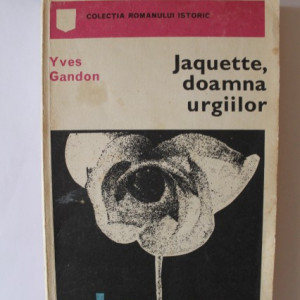 COLECȚIA ROMANULUI ISTORIC
Yves
Gandon
Jaquette,
doamna
urgiilor